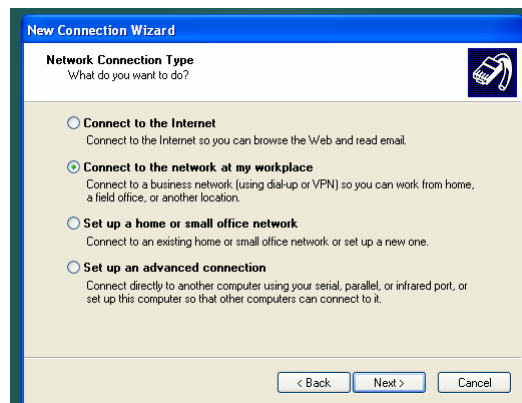 New Connection Wizard
Network Connection Type
What do you want to do?
Connect to the Internet
Connect to the Internet so you can browse the Web and read email.
Connect to the network at my workplace
Connect to a business network (using dial-up or VPN) so you can work from home,
a field office, or another location.
Set up a home or small office network
Connect to an existing home or small office network or set up a new one.
Set up an advanced connection
Connect directly to another computer using your serial, parallel, or infrared port, or
set up this computer so that other computers can connect to it.
< Back Next > Cancel